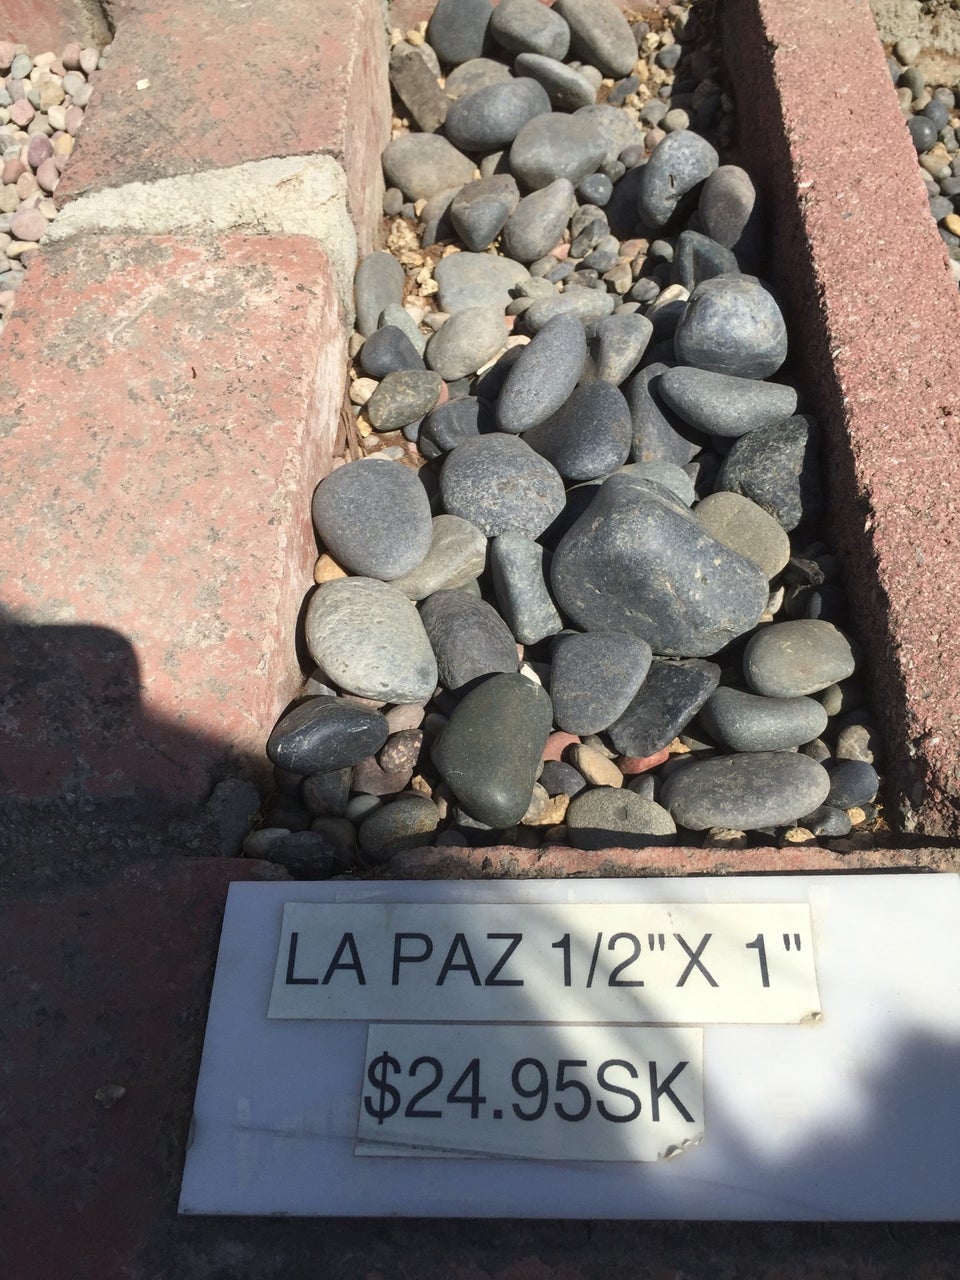 LA PAZ 1/2"X 1"
$24.95SK